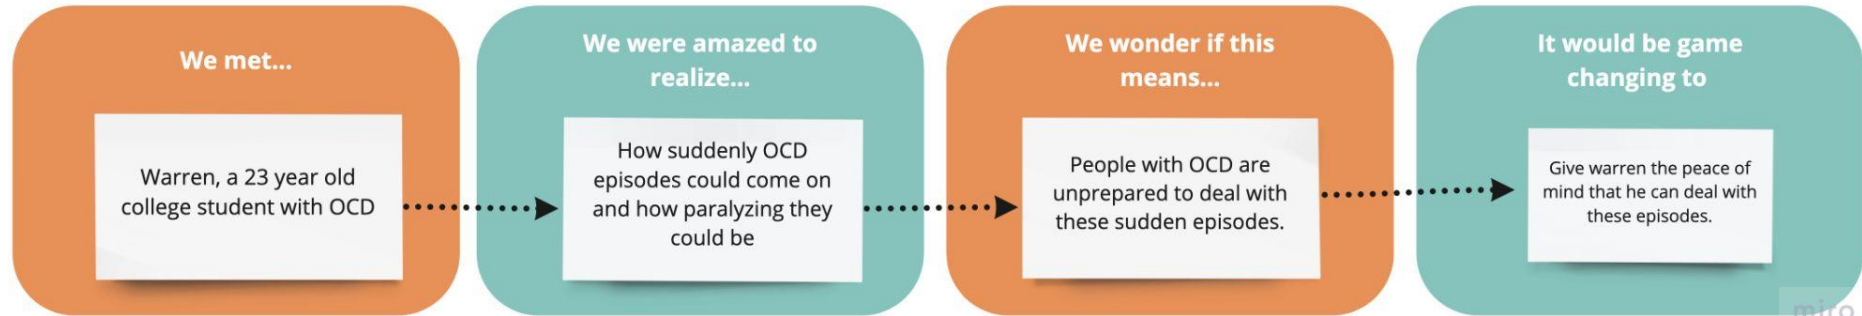 We met...
Warren, a 23 year old
college student with OCD
We were amazed to
realize...
How suddenly OCD
episodes could come on
and how paralyzing they
could be
We wonder if this
means...
People with OCD are
unprepared to deal with
these sudden episodes.
It would be game
changing to
Give warren the peace of
mind that he can deal with
these episodes.
miro